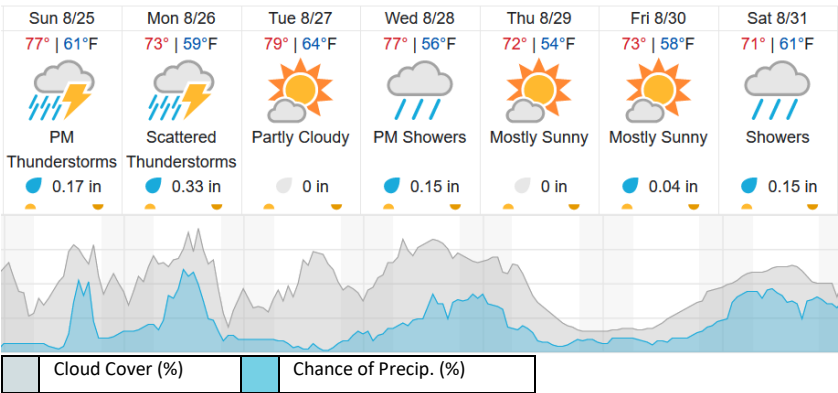 Sun 8/25 Mon 8/26 Tue 8/27 Wed 8/28 Thu 8/29 Fri 8/30 Sat 8/31
77° | 61°F 73° | 59°F 79° | 64°F 77° | 56°F 72° | 54°F 73° | 58°F 71° | 61°F
PM Scattered Partly Cloudy PM Showers Mostly Sunny Mostly Sunny Showers
Thunderstorms Thunderstorms
0.17 in 0.33 in 0 in 0.15 in 0 in 0.04 in 0.15 in
Cloud Cover (%) Chance of Precip. (%)